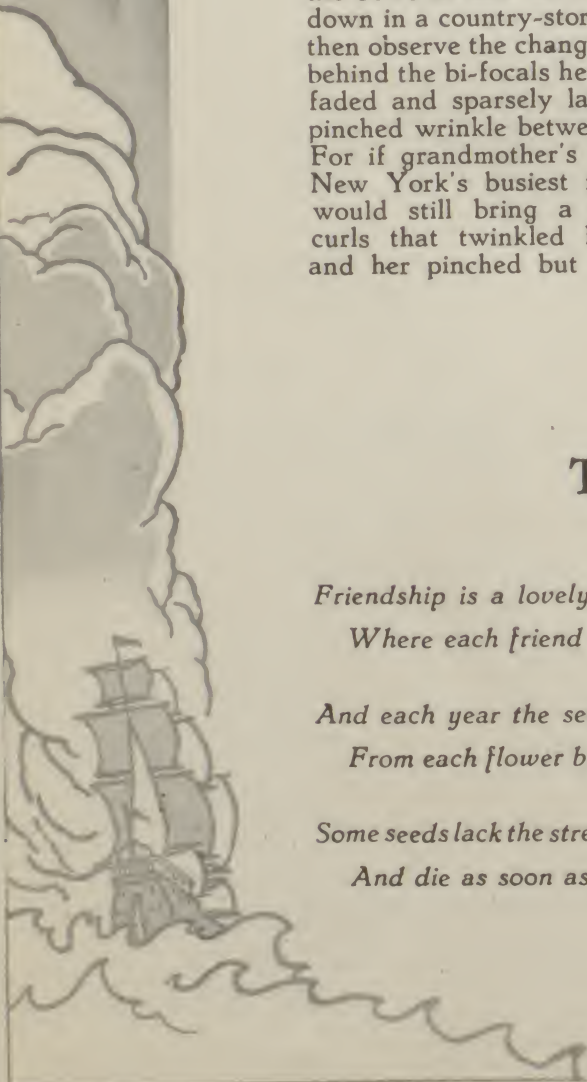 down in a country-stor
then observe the chang
behind the bi-focals he
faded and sparsely la
pinched wrinkle betwe
For if grandmother's
New York's busiest
would still bring a
curls that twinkled
and her pinched but
T
Friendship is a lovely
Where each friend
And each year the se
From each flower b
Some seeds lack the stre
And die as soon as